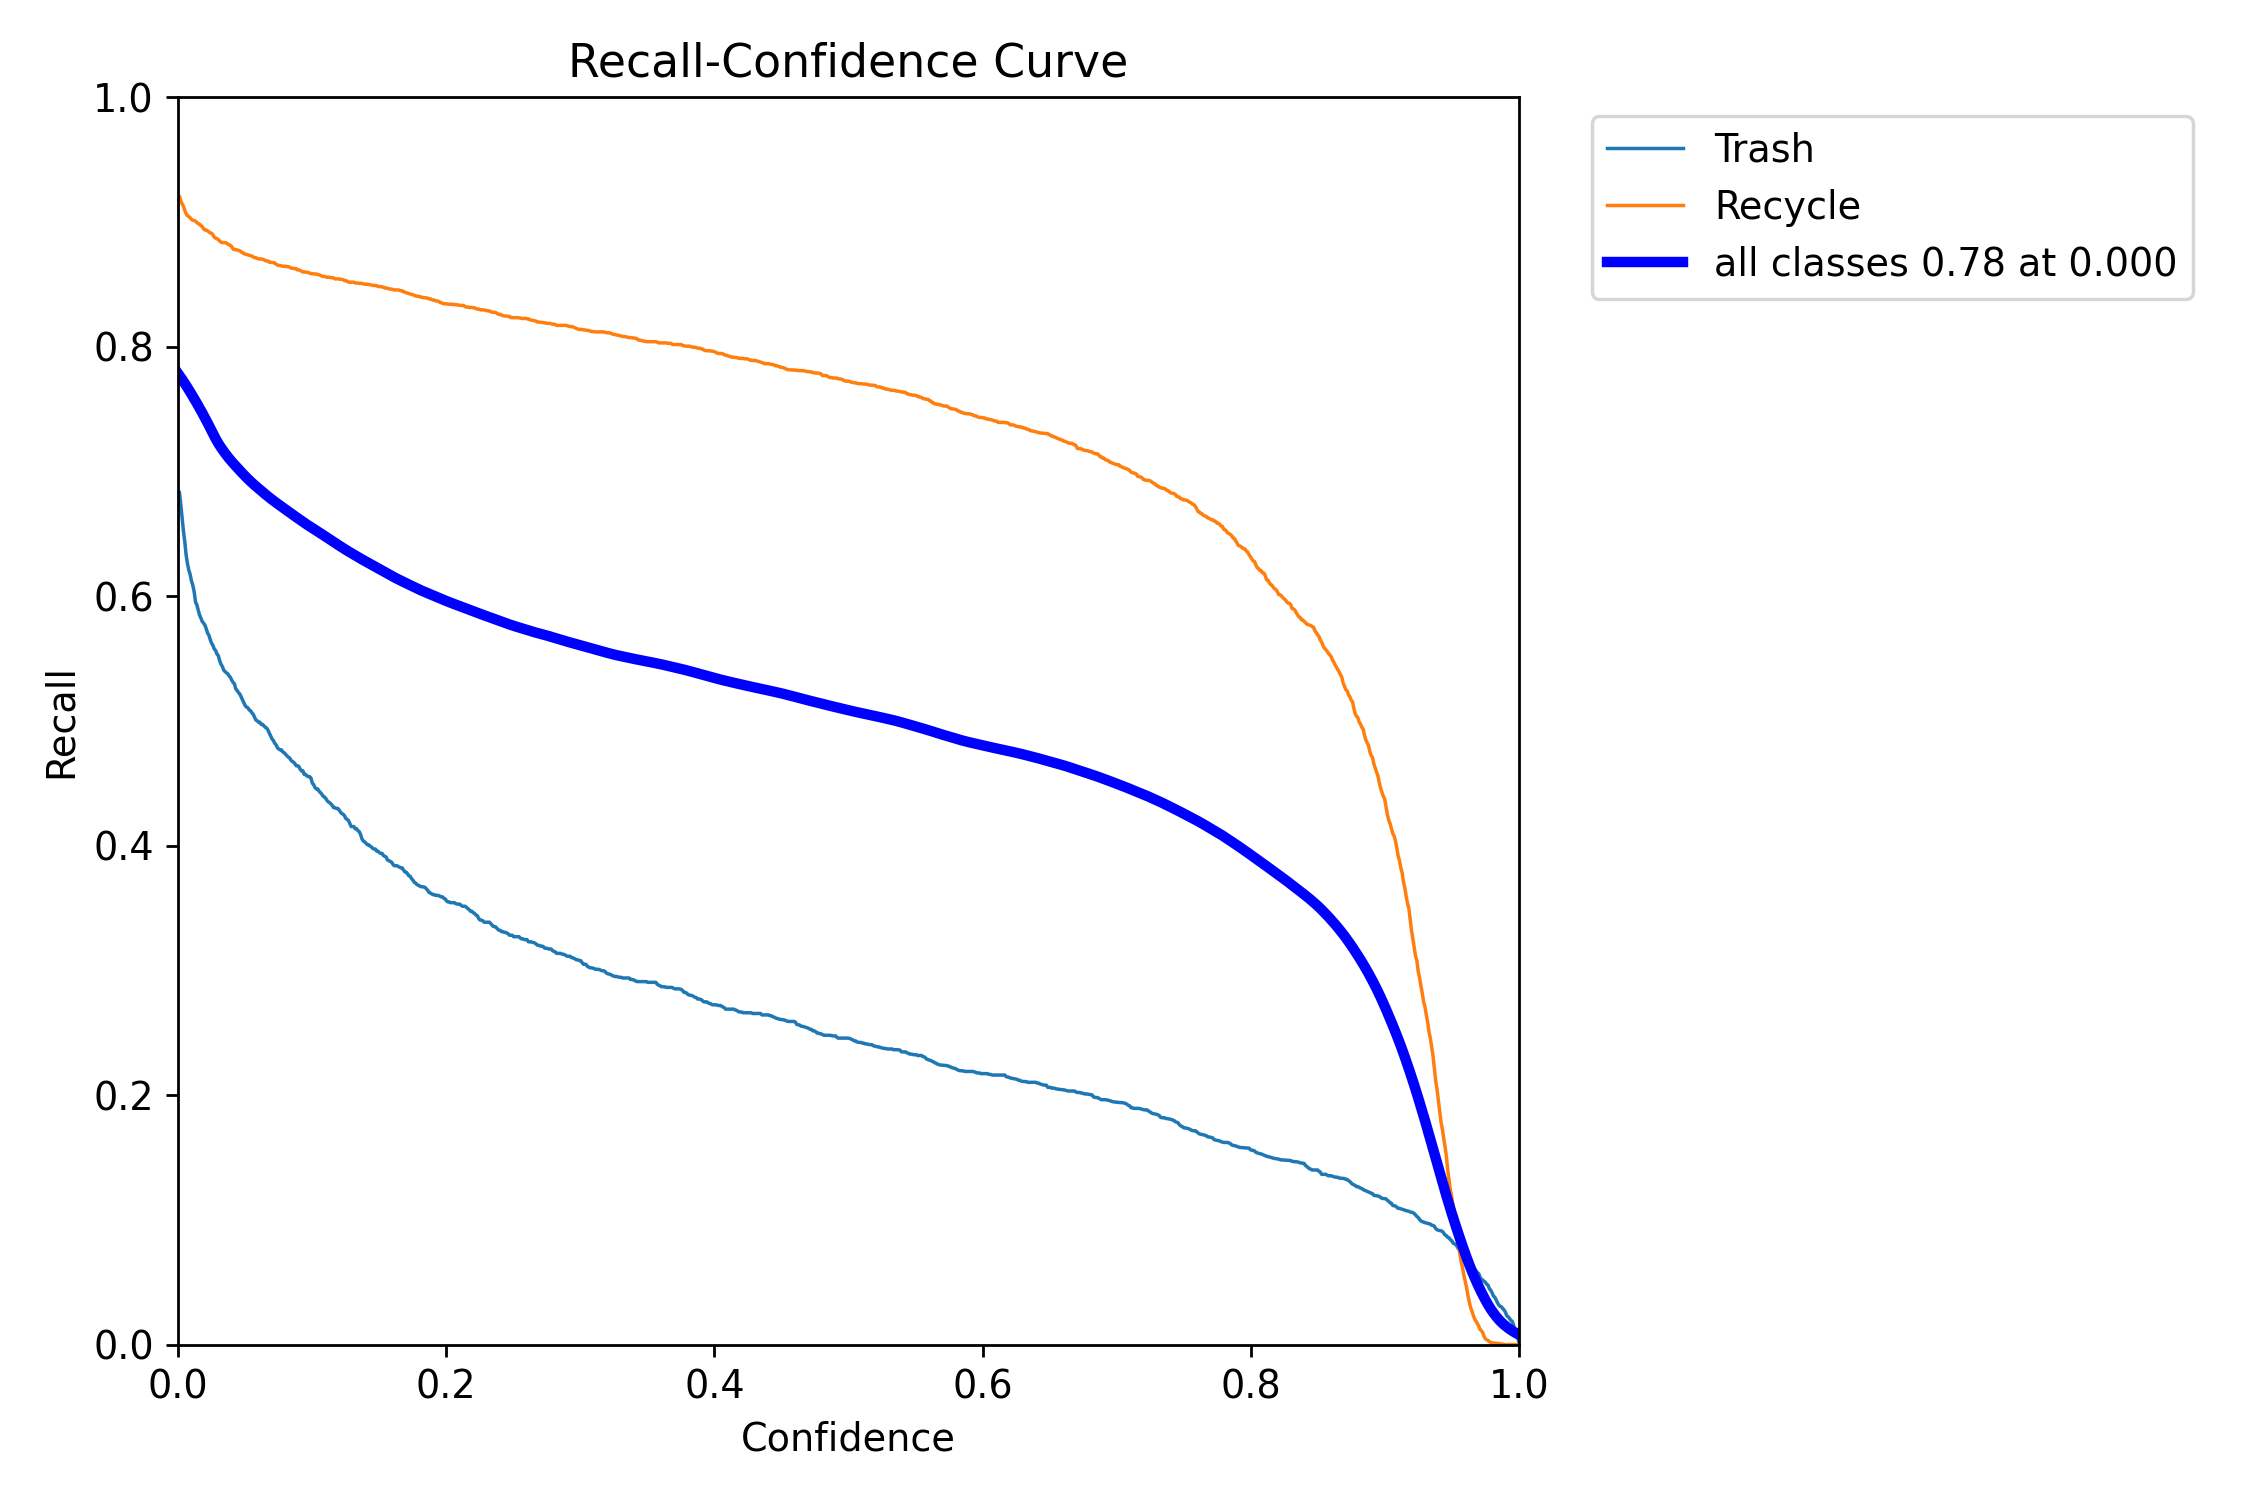 Recall-Confidence Curve
1.0
0.8
0.6
0.4
0.2
0.0
Recall
0.0 0.2 0.4 0.6 0.8 1.0
Confidence
Trash
Recycle
all classes 0.78 at 0.000